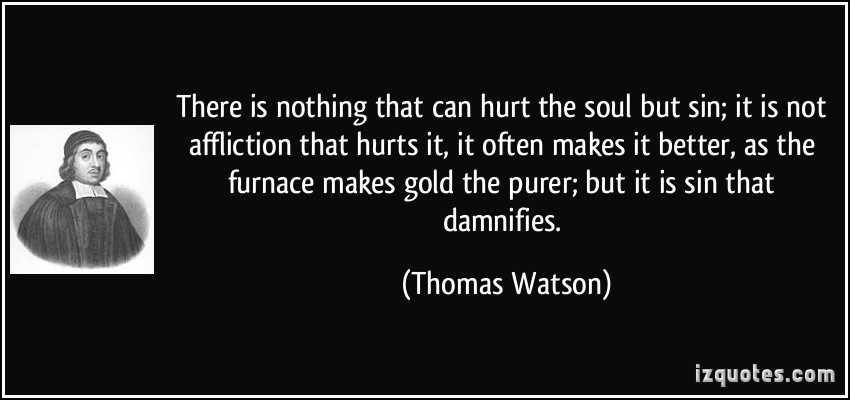 There is nothing that can hurt the soul but sin; it is not
affliction that hurts it, it often makes it better, as the
furnace makes gold the purer; but it is sin that
damnifies.
(Thomas Watson)
izquotes.com